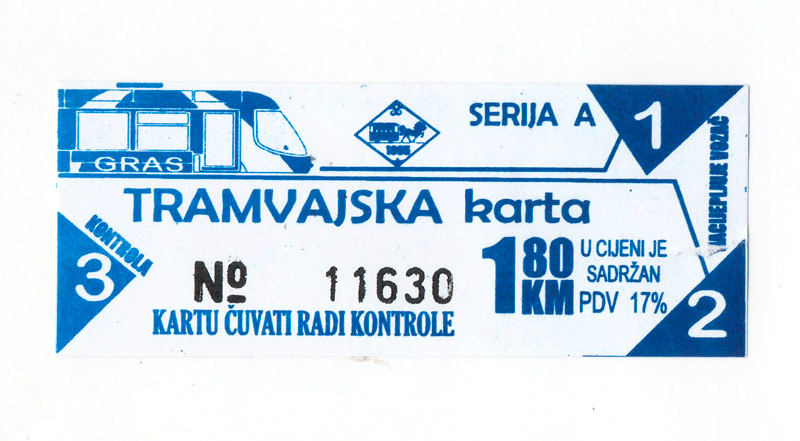 SERIJA A
1
GRAS
TRAMVAJSKA karta
VOZAČ
KONTROLA
3
№ 11630
1 80 KM
U CIJENI JE
SADRŽAN
PDV 17%
KARTU ČUVATI RADI KONTROLE
2